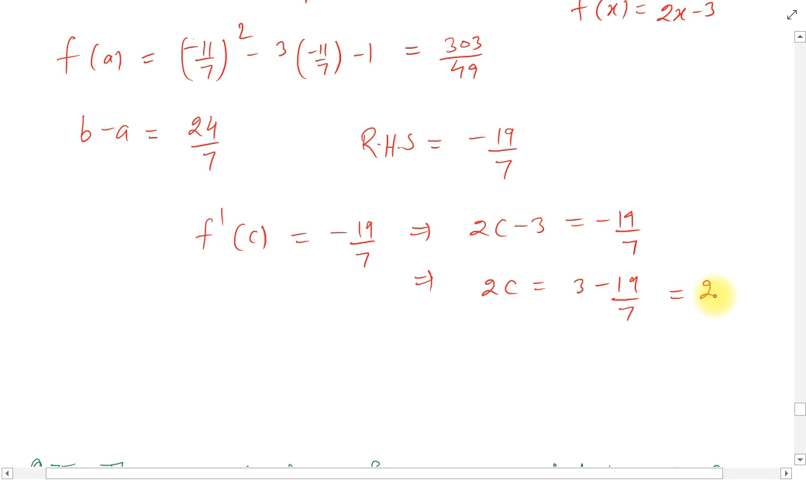 f'(x) = 2x-3
f(a) = (-11/7)^2 - 3(-11/7) - 1 = 303/49
b-a = 24/7 R.H.S = -19/7
f'(c) = -19/7 ⇒ 2c-3 = -19/7
⇒ 2c = 3-19/7 = 2